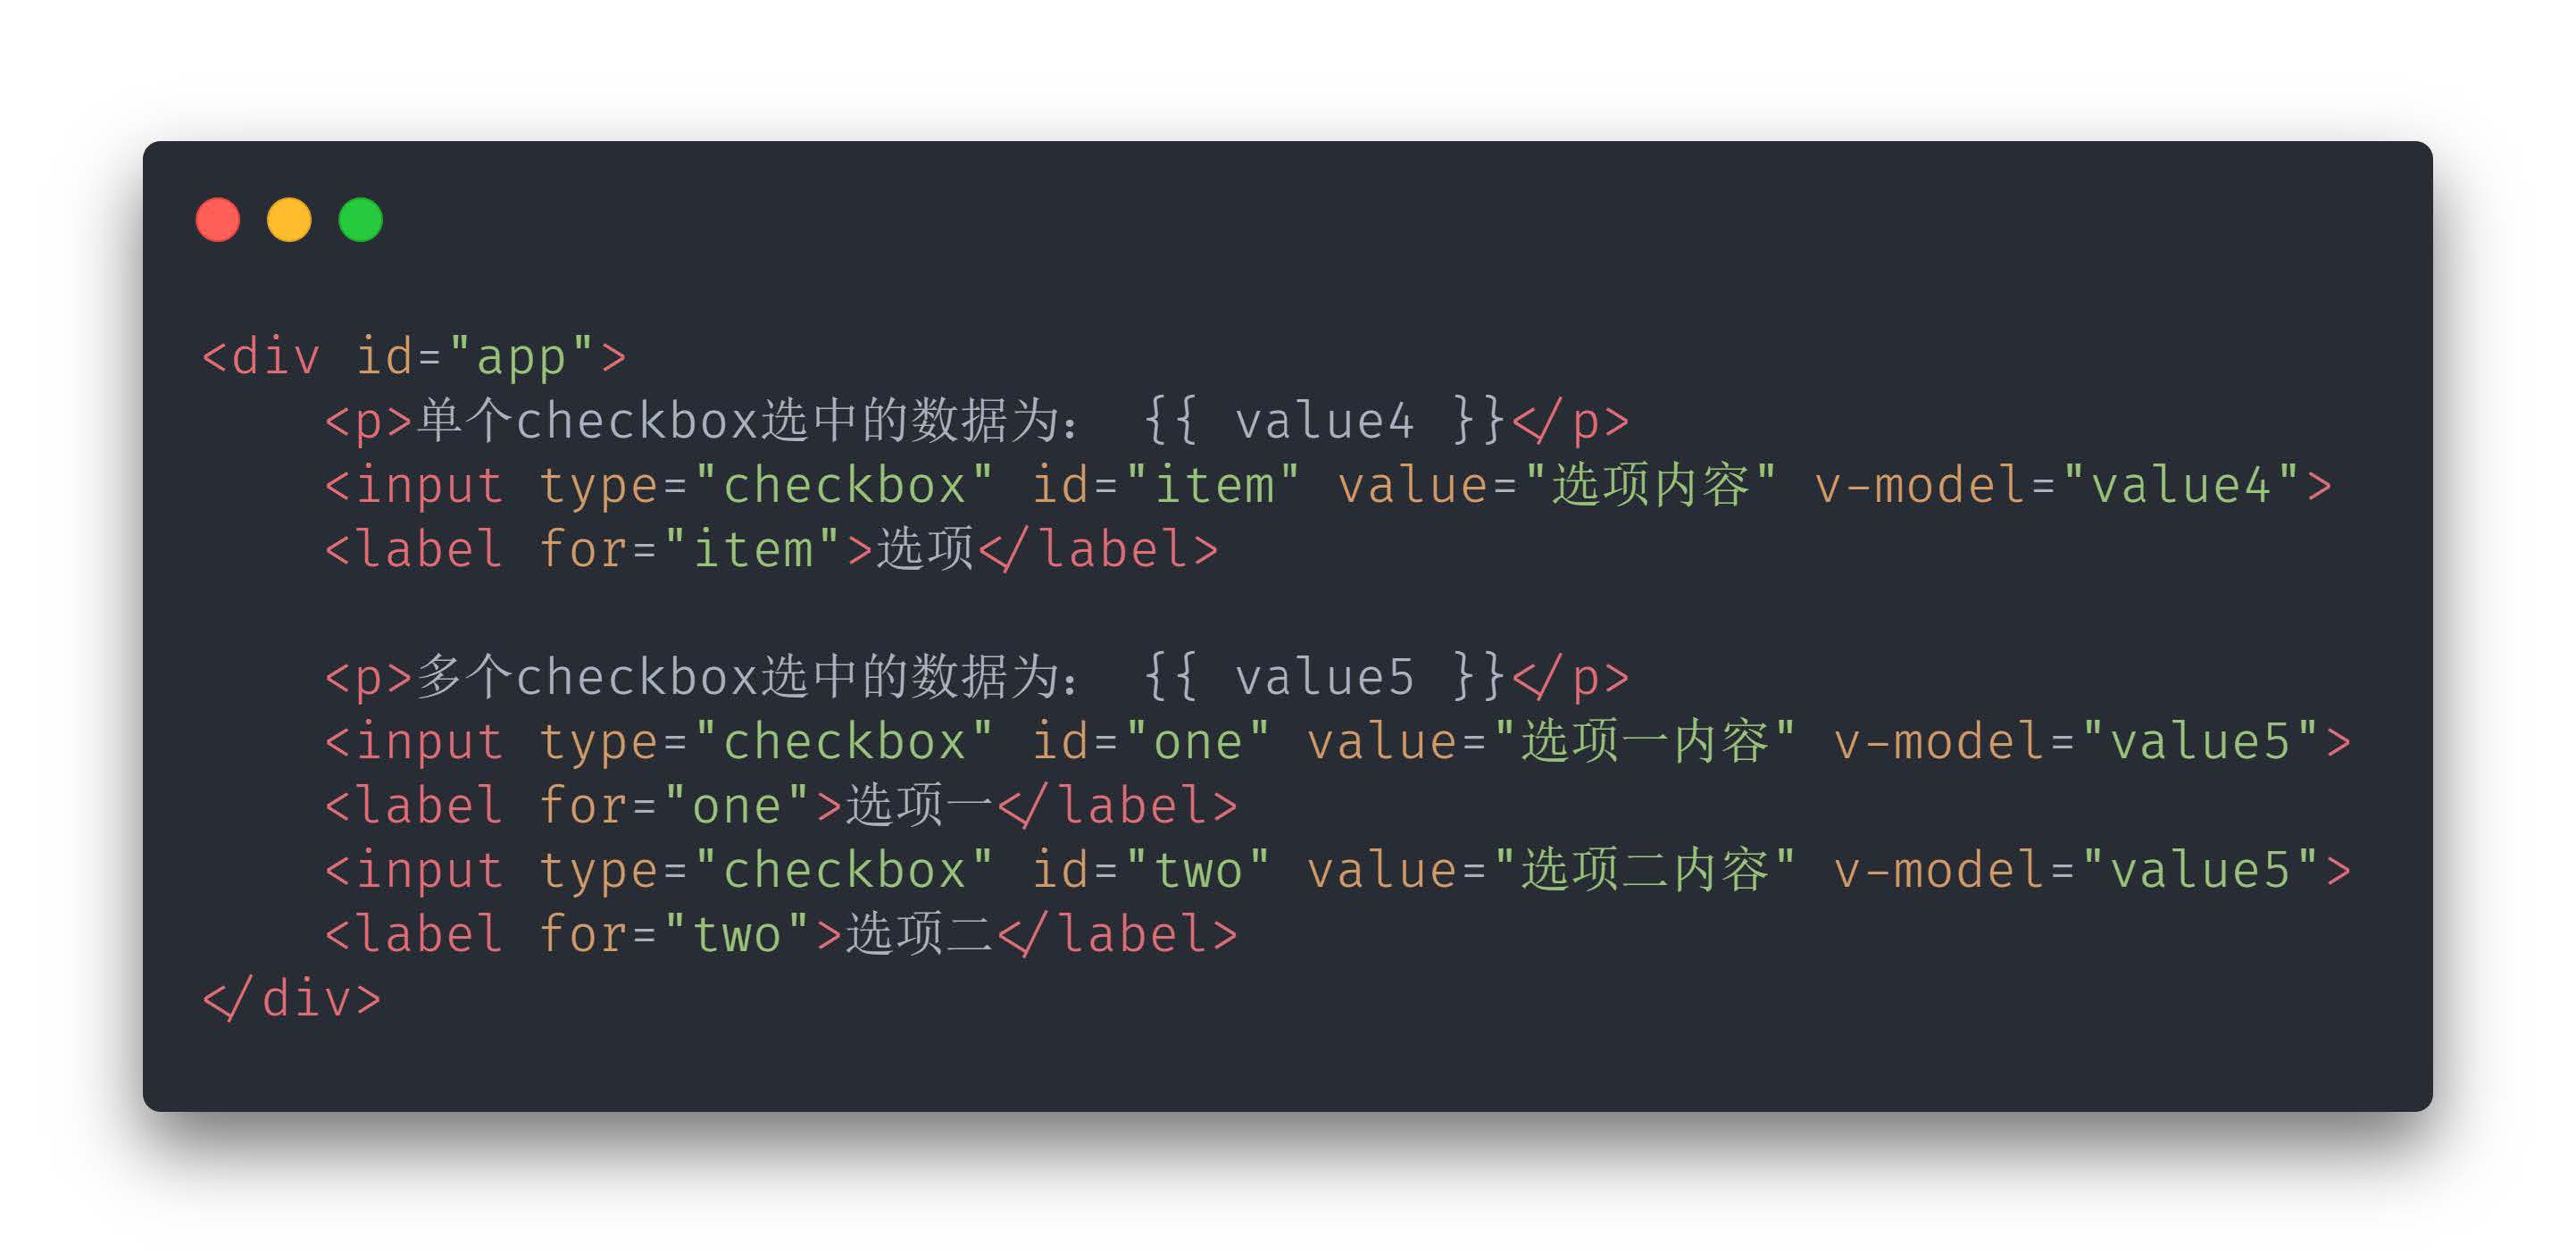 <div id="app">
    <p>单个checkbox选中的数据为： {{ value4 }}</p>
    <input type="checkbox" id="item" value="选项内容" v-model="value4">
    <label for="item">选项</label>

    <p>多个checkbox选中的数据为： {{ value5 }}</p>
    <input type="checkbox" id="one" value="选项一内容" v-model="value5">
    <label for="one">选项一</label>
    <input type="checkbox" id="two" value="选项二内容" v-model="value5">
    <label for="two">选项二</label>
</div>